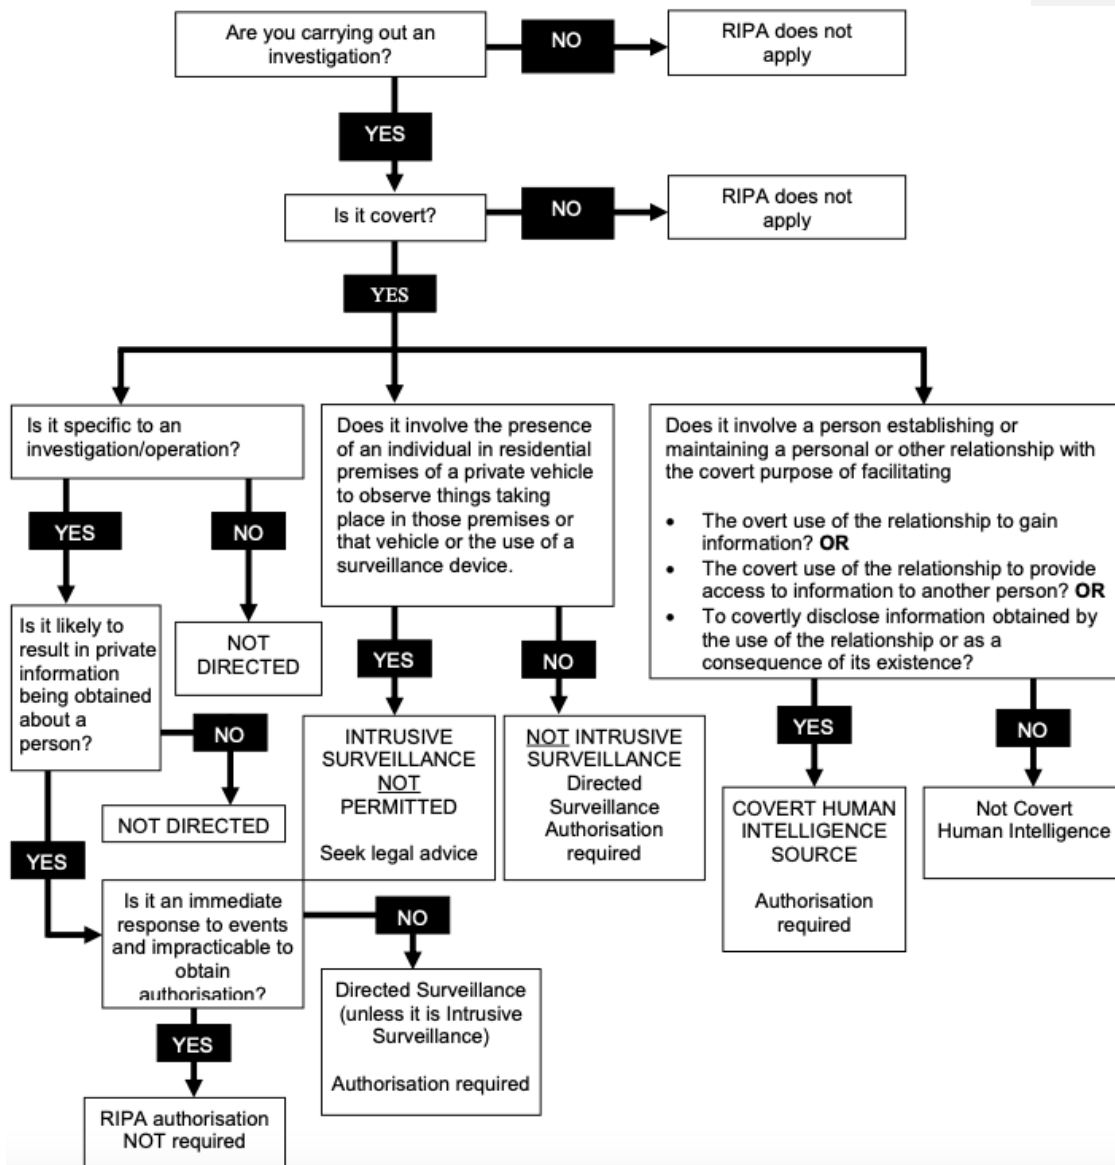 Are you carrying out an
investigation?
NO
RIPA does not
apply
YES
Is it covert?
NO
RIPA does not
apply
YES
Is it specific to an
investigation/operation?
YES
NO
Is it likely to
result in private
information
being obtained
about a
person?
NOT
DIRECTED
NO
NOT DIRECTED
YES
Is it an immediate
response to events
and impracticable to
obtain
authorisation?
NO
Directed Surveillance
(unless it is Intrusive
Surveillance)
Authorisation required
YES
RIPA authorisation
NOT required
Does it involve the presence
of an individual in residential
premises of a private vehicle
to observe things taking
place in those premises or
that vehicle or the use of a
surveillance device.
YES
NO
INTRUSIVE
SURVEILLANCE
NOT
PERMITTED
Seek legal advice
NOT INTRUSIVE
SURVEILLANCE
Directed
Surveillance
Authorisation
required
Does it involve a person establishing or
maintaining a personal or other relationship with
the covert purpose of facilitating
• The overt use of the relationship to gain
information? OR
• The covert use of the relationship to provide
access to information to another person? OR
• To covertly disclose information obtained by
the use of the relationship or as a
consequence of its existence?
YES
NO
COVERT HUMAN
INTELLIGENCE
SOURCE
Authorisation
required
Not Covert
Human Intelligence